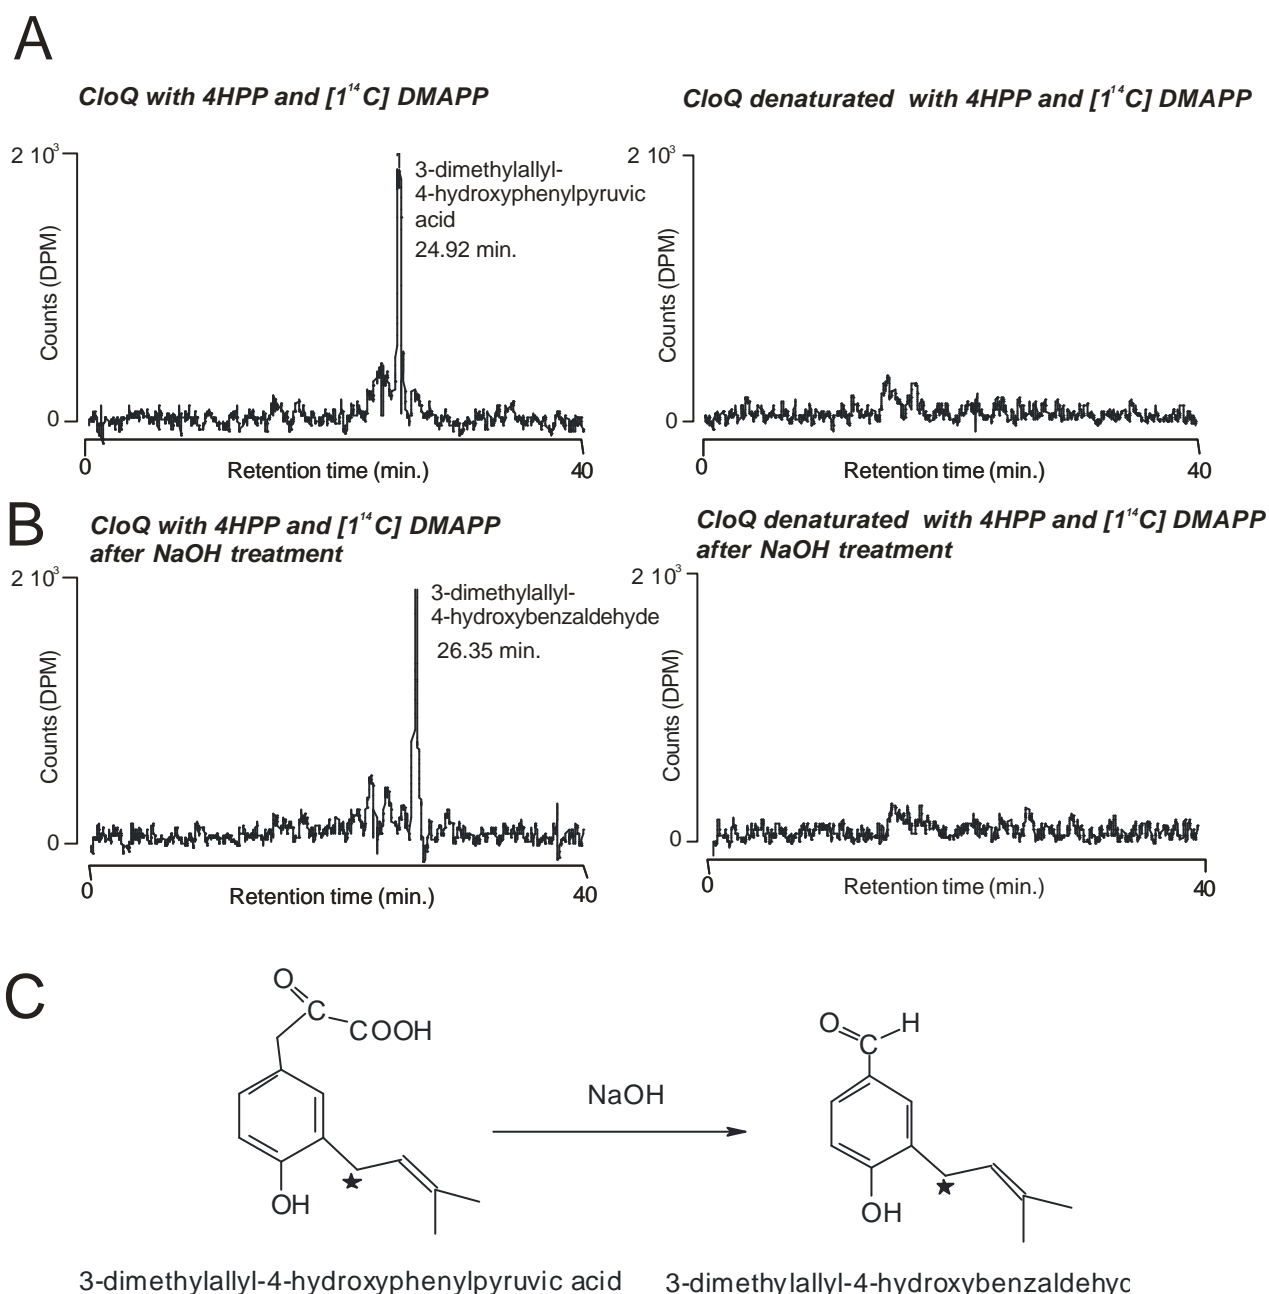 A
CloQ with 4HPP and [1¹⁴C] DMAPP
CloQ denaturated with 4HPP and [1¹⁴C] DMAPP
2 10³
3-dimethylallyl-
4-hydroxyphenylpyruvic
acid
24.92 min.
Counts (DPM)
0
0
Retention time (min.)
40
2 10³
Counts (DPM)
0
0
Retention time (min.)
40
B
CloQ with 4HPP and [1¹⁴C] DMAPP
after NaOH treatment
CloQ denaturated with 4HPP and [1¹⁴C] DMAPP
after NaOH treatment
2 10³
3-dimethylallyl-
4-hydroxybenzaldehyde
26.35 min.
Counts (DPM)
0
0
Retention time (min.)
40
2 10³
Counts (DPM)
0
0
Retention time (min.)
40
C
O
C
COOH
OH
NaOH
O
H
C
OH
3-dimethylallyl-4-hydroxyphenylpyruvic acid
3-dimethylallyl-4-hydroxybenzaldehyc